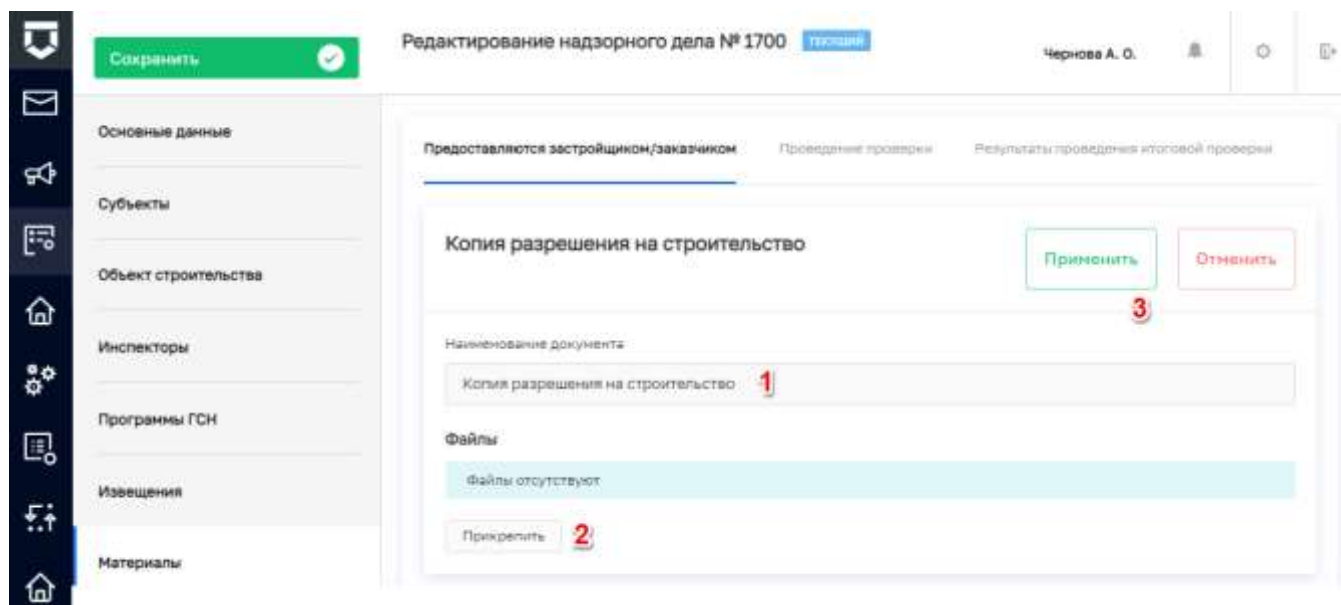 Сохранить
Редактирование надзорного дела № 1700 текущий
Чернова А. О.
Основные данные
Субъекты
Объект строительства
Инспекторы
Программы ГСН
Извещения
Материалы
Предоставляются застройщиком/заказчиком Проведение проверки Результаты проведения итоговой проверки
Копия разрешения на строительство
Применить Отменить
3
Наименование документа
Копия разрешения на строительство 1
Файлы
Файлы отсутствуют
Прикрепить 2